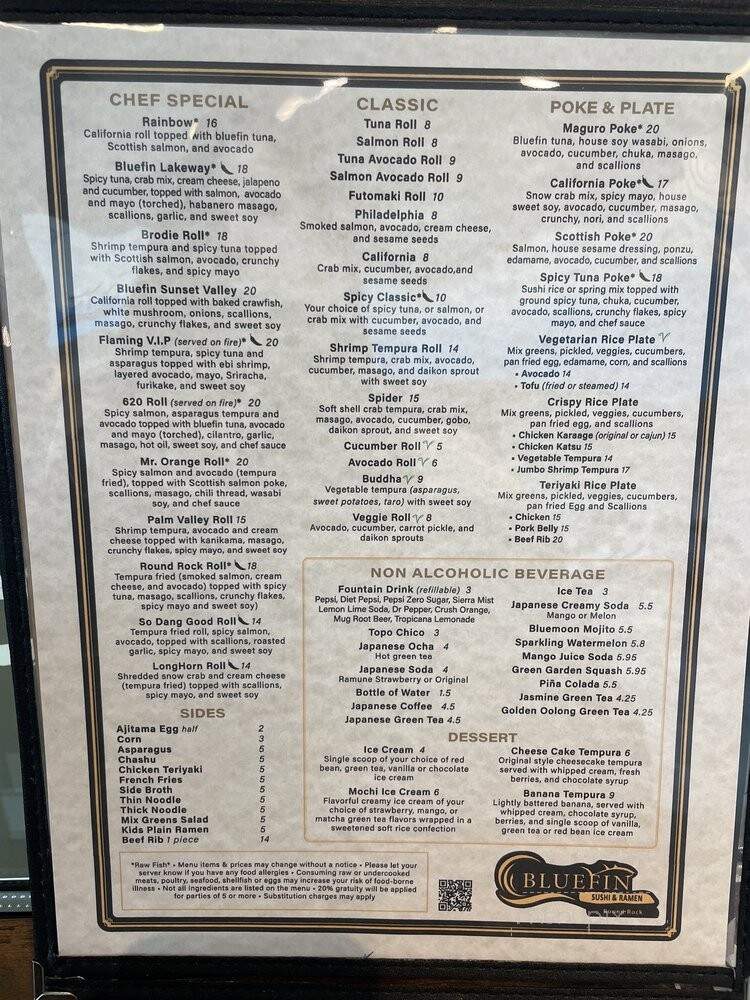 CHEF SPECIAL
Rainbow* 16
California roll topped with bluefin tuna,
Scottish salmon, and avocado
Bluefin Lakeway* 18
Spicy tuna, crab mix, cream cheese, jalapeno
and cucumber, topped with salmon, avocado
and mayo (torched), habanero masago,
scallions, garlic, and sweet soy
Brodie Roll* 18
Shrimp tempura and spicy tuna topped
with Scottish salmon, avocado, crunchy
flakes, and spicy mayo
Bluefin Sunset Valley 20
California roll topped with baked crawfish,
white mushroom, onions, scallions,
masago, crunchy flakes, and sweet soy
Flaming V.I.P (served on fire)* 20
Shrimp tempura, spicy tuna and
asparagus topped with ebi shrimp,
layered avocado, mayo, Sriracha,
furikake, and sweet soy
620 Roll (served on fire)* 20
Spicy salmon, asparagus tempura and
avocado topped with bluefin tuna, avocado
and mayo (torched), cilantro, garlic,
masago, hot oil, sweet soy, and chef sauce
Mr. Orange Roll* 20
Spicy salmon and avocado (tempura
fried), topped with Scottish salmon poke,
scallions, masago, chili thread, wasabi
soy, and chef sauce
Palm Valley Roll 15
Shrimp tempura, avocado and cream
cheese topped with kanikama, masago,
crunchy flakes, spicy mayo, and sweet soy
Round Rock Roll* 18
Tempura fried (smoked salmon, cream
cheese, and avocado) topped with spicy
tuna, masago, scallions, crunchy flakes,
spicy mayo and sweet soy)
So Dang Good Roll 14
Tempura fried roll, spicy salmon,
avocado, topped with scallions, roasted
garlic, spicy mayo, and sweet soy
LongHorn Roll 14
Shredded snow crab and cream cheese
(tempura fried) topped with scallions,
spicy mayo, and sweet soy
SIDES
Ajitama Egg half 2
Corn 3
Asparagus 5
Chashu 5
Chicken Teriyaki 5
French Fries 5
Side Broth 5
Thin Noodle 5
Thick Noodle 5
Mix Greens Salad 5
Kids Plain Ramen 5
Beef Rib 1 piece 14
CLASSIC
Tuna Roll 8
Salmon Roll 8
Tuna Avocado Roll 9
Salmon Avocado Roll 9
Futomaki Roll 10
Philadelphia 8
Smoked salmon, avocado, cream cheese,
and sesame seeds
California 8
Crab mix, cucumber, avocado,and
sesame seeds
Spicy Classic* 10
Your choice of spicy tuna, or salmon, or
crab mix with cucumber, avocado, and
sesame seeds
Shrimp Tempura Roll 14
Shrimp tempura, crab mix, avocado,
cucumber, masago, and daikon sprout
with sweet soy
Spider 15
Soft shell crab tempura, crab mix,
masago, avocado, cucumber, gobo,
daikon sprout, and sweet soy
Cucumber Roll 5
Avocado Roll 6
Buddha 9
Vegetable tempura (asparagus,
sweet potatoes, taro) with sweet soy
Veggie Roll 8
Avocado, cucumber, carrot pickle, and
daikon sprouts
POKE & PLATE
Maguro Poke* 20
Bluefin tuna, house soy wasabi, onions,
avocado, cucumber, chuka, masago,
and scallions
California Poke* 17
Snow crab mix, spicy mayo, house
sweet soy, avocado, cucumber, masago,
crunchy, nori, and scallions
Scottish Poke* 20
Salmon, house sesame dressing, ponzu,
edamame, avocado, cucumber, and scallions
Spicy Tuna Poke* 18
Sushi rice or spring mix topped with
ground spicy tuna, chuka, cucumber,
avocado, scallions, crunchy flakes, spicy
mayo, and chef sauce
Vegetarian Rice Plate
Mix greens, pickled, veggies, cucumbers,
pan fried egg, edamame, corn, and scallions
• Avocado 14
• Tofu (fried or steamed) 14
Crispy Rice Plate
Mix greens, pickled, veggies, cucumbers,
pan fried egg, and scallions
• Chicken Karaage (original or cajun) 15
• Chicken Katsu 15
• Vegetable Tempura 14
• Jumbo Shrimp Tempura 17
Teriyaki Rice Plate
Mix greens, pickled, veggies, cucumbers,
pan fried Egg and Scallions
• Chicken 15
• Pork Belly 15
• Beef Rib 20
NON ALCOHOLIC BEVERAGE
Fountain Drink (refillable) 3
Pepsi, Diet Pepsi, Pepsi Zero Sugar, Sierra Mist
Lemon Lime Soda, Dr Pepper, Crush Orange,
Mug Root Beer, Tropicana Lemonade
Topo Chico 3
Japanese Ocha 4
Hot green tea
Japanese Soda 4
Ramune Strawberry or Original
Bottle of Water 1.5
Japanese Coffee 4.5
Japanese Green Tea 4.5
Ice Tea 3
Japanese Creamy Soda 5.5
Mango or Melon
Bluemoon Mojito 5.5
Sparkling Watermelon 5.8
Mango Juice Soda 5.95
Green Garden Squash 5.95
Piña Colada 5.5
Jasmine Green Tea 4.25
Golden Oolong Green Tea 4.25
DESSERT
Ice Cream 4
Single scoop of your choice of red
bean, green tea, vanilla or chocolate
ice cream
Mochi Ice Cream 6
Flavorful creamy ice cream of your
choice of strawberry, mango, or
matcha green tea flavors wrapped in a
sweetened soft rice confection
Cheese Cake Tempura 6
Original style cheesecake tempura
served with whipped cream, fresh
berries, and chocolate syrup
Banana Tempura 9
Lightly battered banana, served with
whipped cream, chocolate syrup,
berries, and single scoop of vanilla,
green tea or red bean ice cream
*Raw Fish* • Menu items & prices may change without a notice • Please let your
server know if you have any food allergies • Consuming raw or undercooked
meats, poultry, seafood, shellfish or eggs may increase your risk of food-borne
illness • Not all ingredients are listed on the menu • 20% gratuity will be applied
for parties of 5 or more • Substitution charges may apply
BLUEFIN
SUSHI & RAMEN
Round Rock